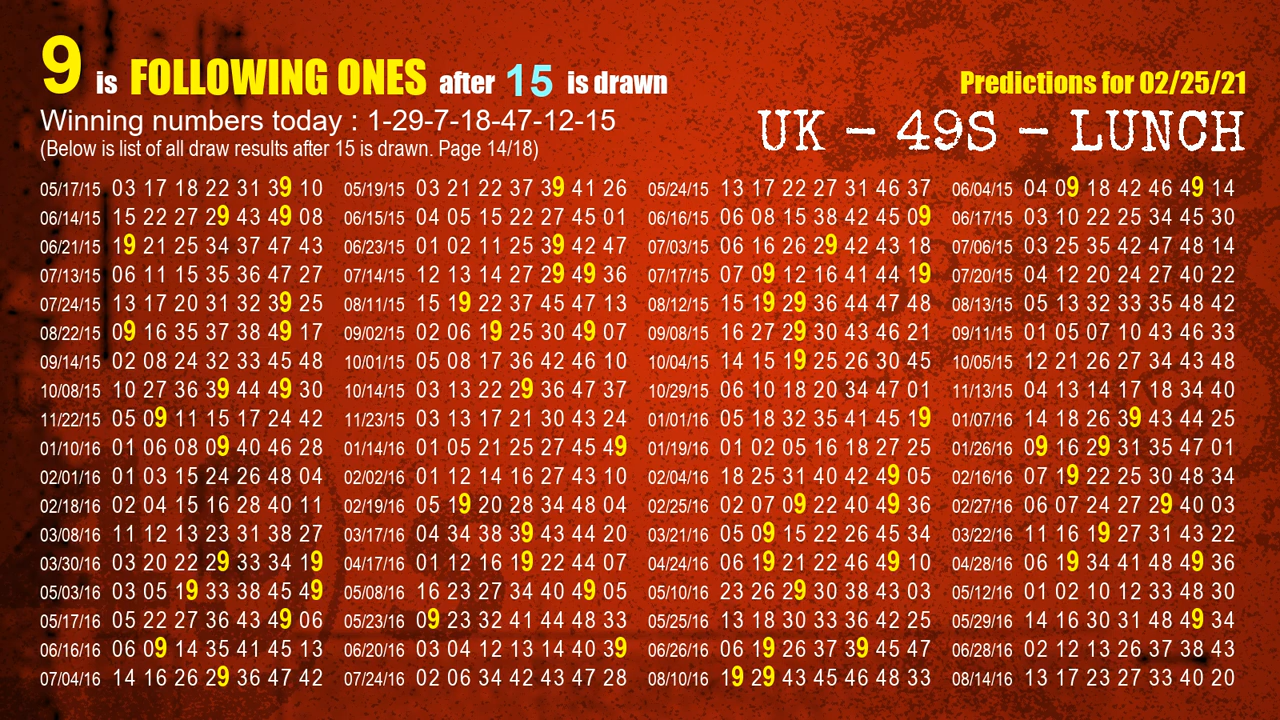 9 is FOLLOWING ONES after 15 is drawn
Predictions for 02/25/21
Winning numbers today : 1-29-7-18-47-12-15
UK - 49S - LUNCH
(Below is list of all draw results after 15 is drawn. Page 14/18)
05/17/15 03 17 18 22 31 39 10 05/19/15 03 21 22 37 39 41 26 05/24/15 13 17 22 27 31 46 37 06/04/15 04 09 18 42 46 49 14
06/14/15 15 22 27 29 43 49 08 06/15/15 04 05 15 22 27 45 01 06/16/15 06 08 15 38 42 45 09 06/17/15 03 10 22 25 34 45 30
06/21/15 19 21 25 34 37 47 43 06/23/15 01 02 11 25 39 42 47 07/03/15 06 16 26 29 42 43 18 07/06/15 03 25 35 42 47 48 14
07/13/15 06 11 15 35 36 47 27 07/14/15 12 13 14 27 29 49 36 07/17/15 07 09 12 16 41 44 19 07/20/15 04 12 20 24 27 40 22
07/24/15 13 17 20 31 32 39 25 08/11/15 15 19 22 37 45 47 13 08/12/15 15 19 29 36 44 47 48 08/13/15 05 13 32 33 35 48 42
08/22/15 09 16 35 37 38 49 17 09/02/15 02 06 19 25 30 49 07 09/08/15 16 27 29 30 43 46 21 09/11/15 01 05 07 10 43 46 33
09/14/15 02 08 24 32 33 45 48 10/01/15 05 08 17 36 42 46 10 10/04/15 14 15 19 25 26 30 45 10/05/15 12 21 26 27 34 43 48
10/08/15 10 27 36 39 44 49 30 10/14/15 03 13 22 29 36 47 37 10/29/15 06 10 18 20 34 47 01 11/13/15 04 13 14 17 18 34 40
11/22/15 05 09 11 15 17 24 42 11/23/15 03 13 17 21 30 43 24 01/01/16 05 18 32 35 41 45 19 01/07/16 14 18 26 39 43 44 25
01/10/16 01 06 08 09 40 46 28 01/14/16 01 05 21 25 27 45 49 01/19/16 01 02 05 16 18 27 25 01/26/16 09 16 29 31 35 47 01
02/01/16 01 03 15 24 26 48 04 02/02/16 01 12 14 16 27 43 10 02/04/16 18 25 31 40 42 49 05 02/16/16 07 19 22 25 30 48 34
02/18/16 02 04 15 16 28 40 11 02/19/16 05 19 20 28 34 48 04 02/25/16 02 07 09 22 40 49 36 02/27/16 06 07 24 27 29 40 03
03/08/16 11 12 13 23 31 38 27 03/17/16 04 34 38 39 43 44 20 03/21/16 05 09 15 22 26 45 34 03/22/16 11 16 19 27 31 43 22
03/30/16 03 20 22 29 33 34 19 04/17/16 01 12 16 19 22 44 07 04/24/16 06 19 21 22 46 49 10 04/28/16 06 19 34 41 48 49 36
05/03/16 03 05 19 33 38 45 49 05/08/16 16 23 27 34 40 49 05 05/10/16 23 26 29 30 38 43 03 05/12/16 01 02 10 12 33 48 30
05/17/16 05 22 27 36 43 49 06 05/23/16 09 23 32 41 44 48 33 05/25/16 13 18 30 33 36 42 25 05/29/16 14 16 30 31 48 49 34
06/16/16 06 09 14 35 41 45 13 06/20/16 03 04 12 13 14 40 39 06/26/16 06 19 26 37 39 45 47 06/28/16 02 12 13 26 37 38 43
07/04/16 14 16 26 29 36 47 42 07/24/16 02 06 34 42 43 47 28 08/10/16 19 29 43 45 46 48 33 08/14/16 13 17 23 27 33 40 20